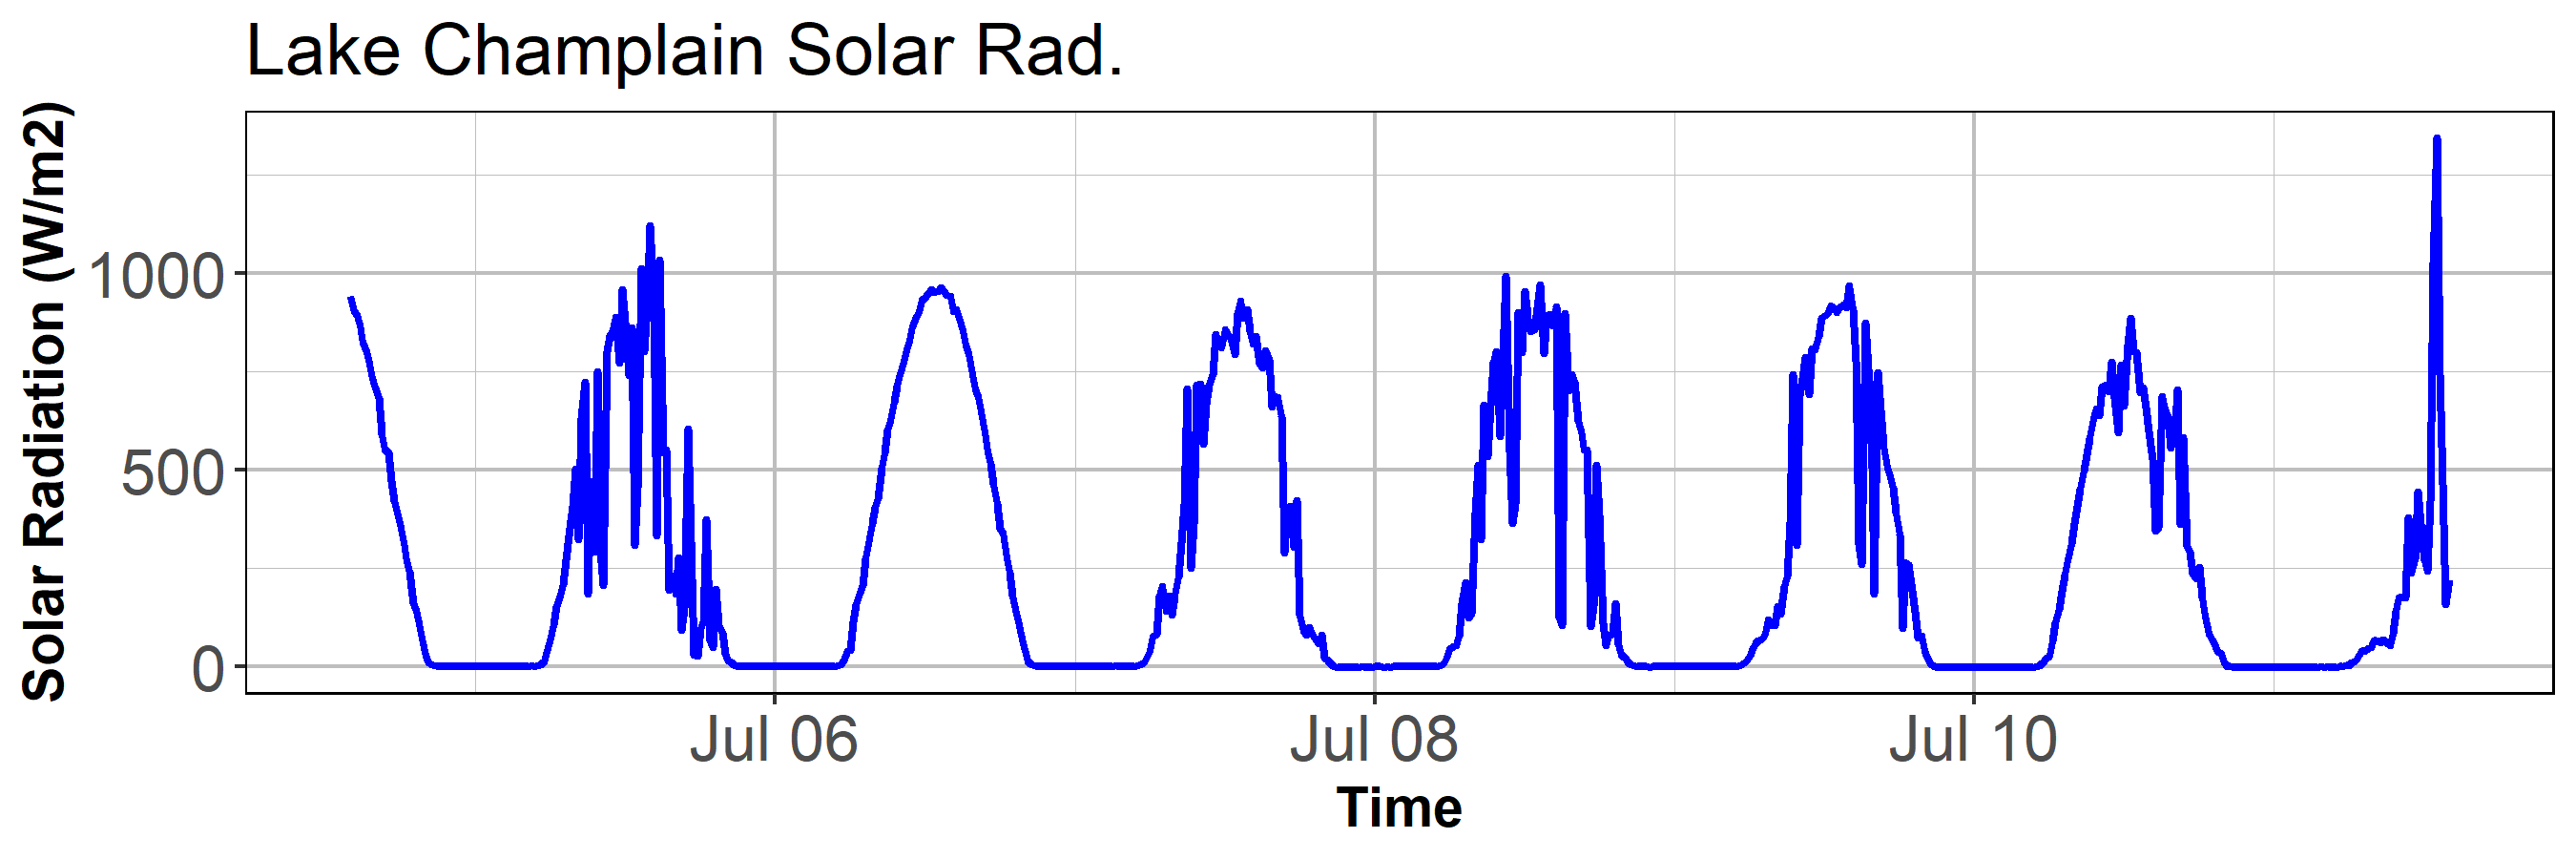 Lake Champlain Solar Rad.
Solar Radiation (W/m2)
1000
500
0
Jul 06
Jul 08
Jul 10
Time